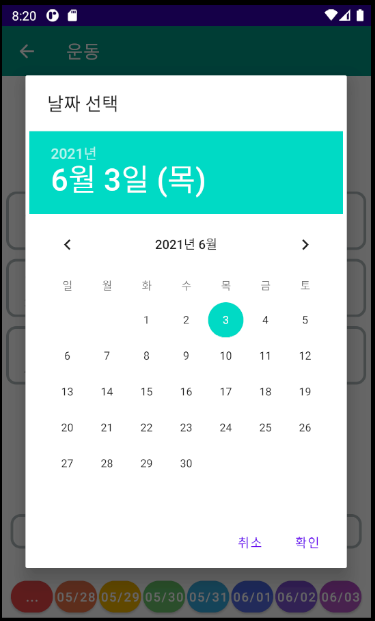 8:20
운동
날짜 선택
2021년
6월 3일 (목)
2021년 6월
일 월 화 수 목 금 토
1 2 3 4 5
6 7 8 9 10 11 12
13 14 15 16 17 18 19
20 21 22 23 24 25 26
27 28 29 30
취소 확인
... 05/28 05/29 05/30 05/31 06/01 06/02 06/03